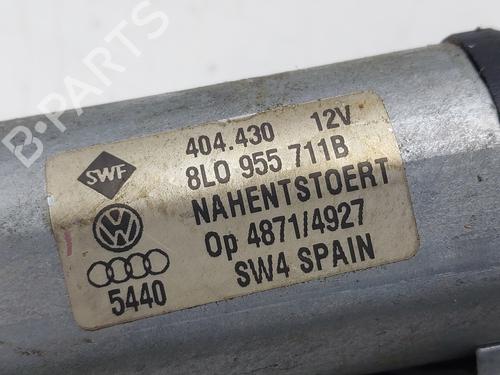 B-PARTS
404.430 12V
SWF
8L0 955 711B
NAHENTSTOERT
Op 4871/4927
5440
SW4 SPAIN